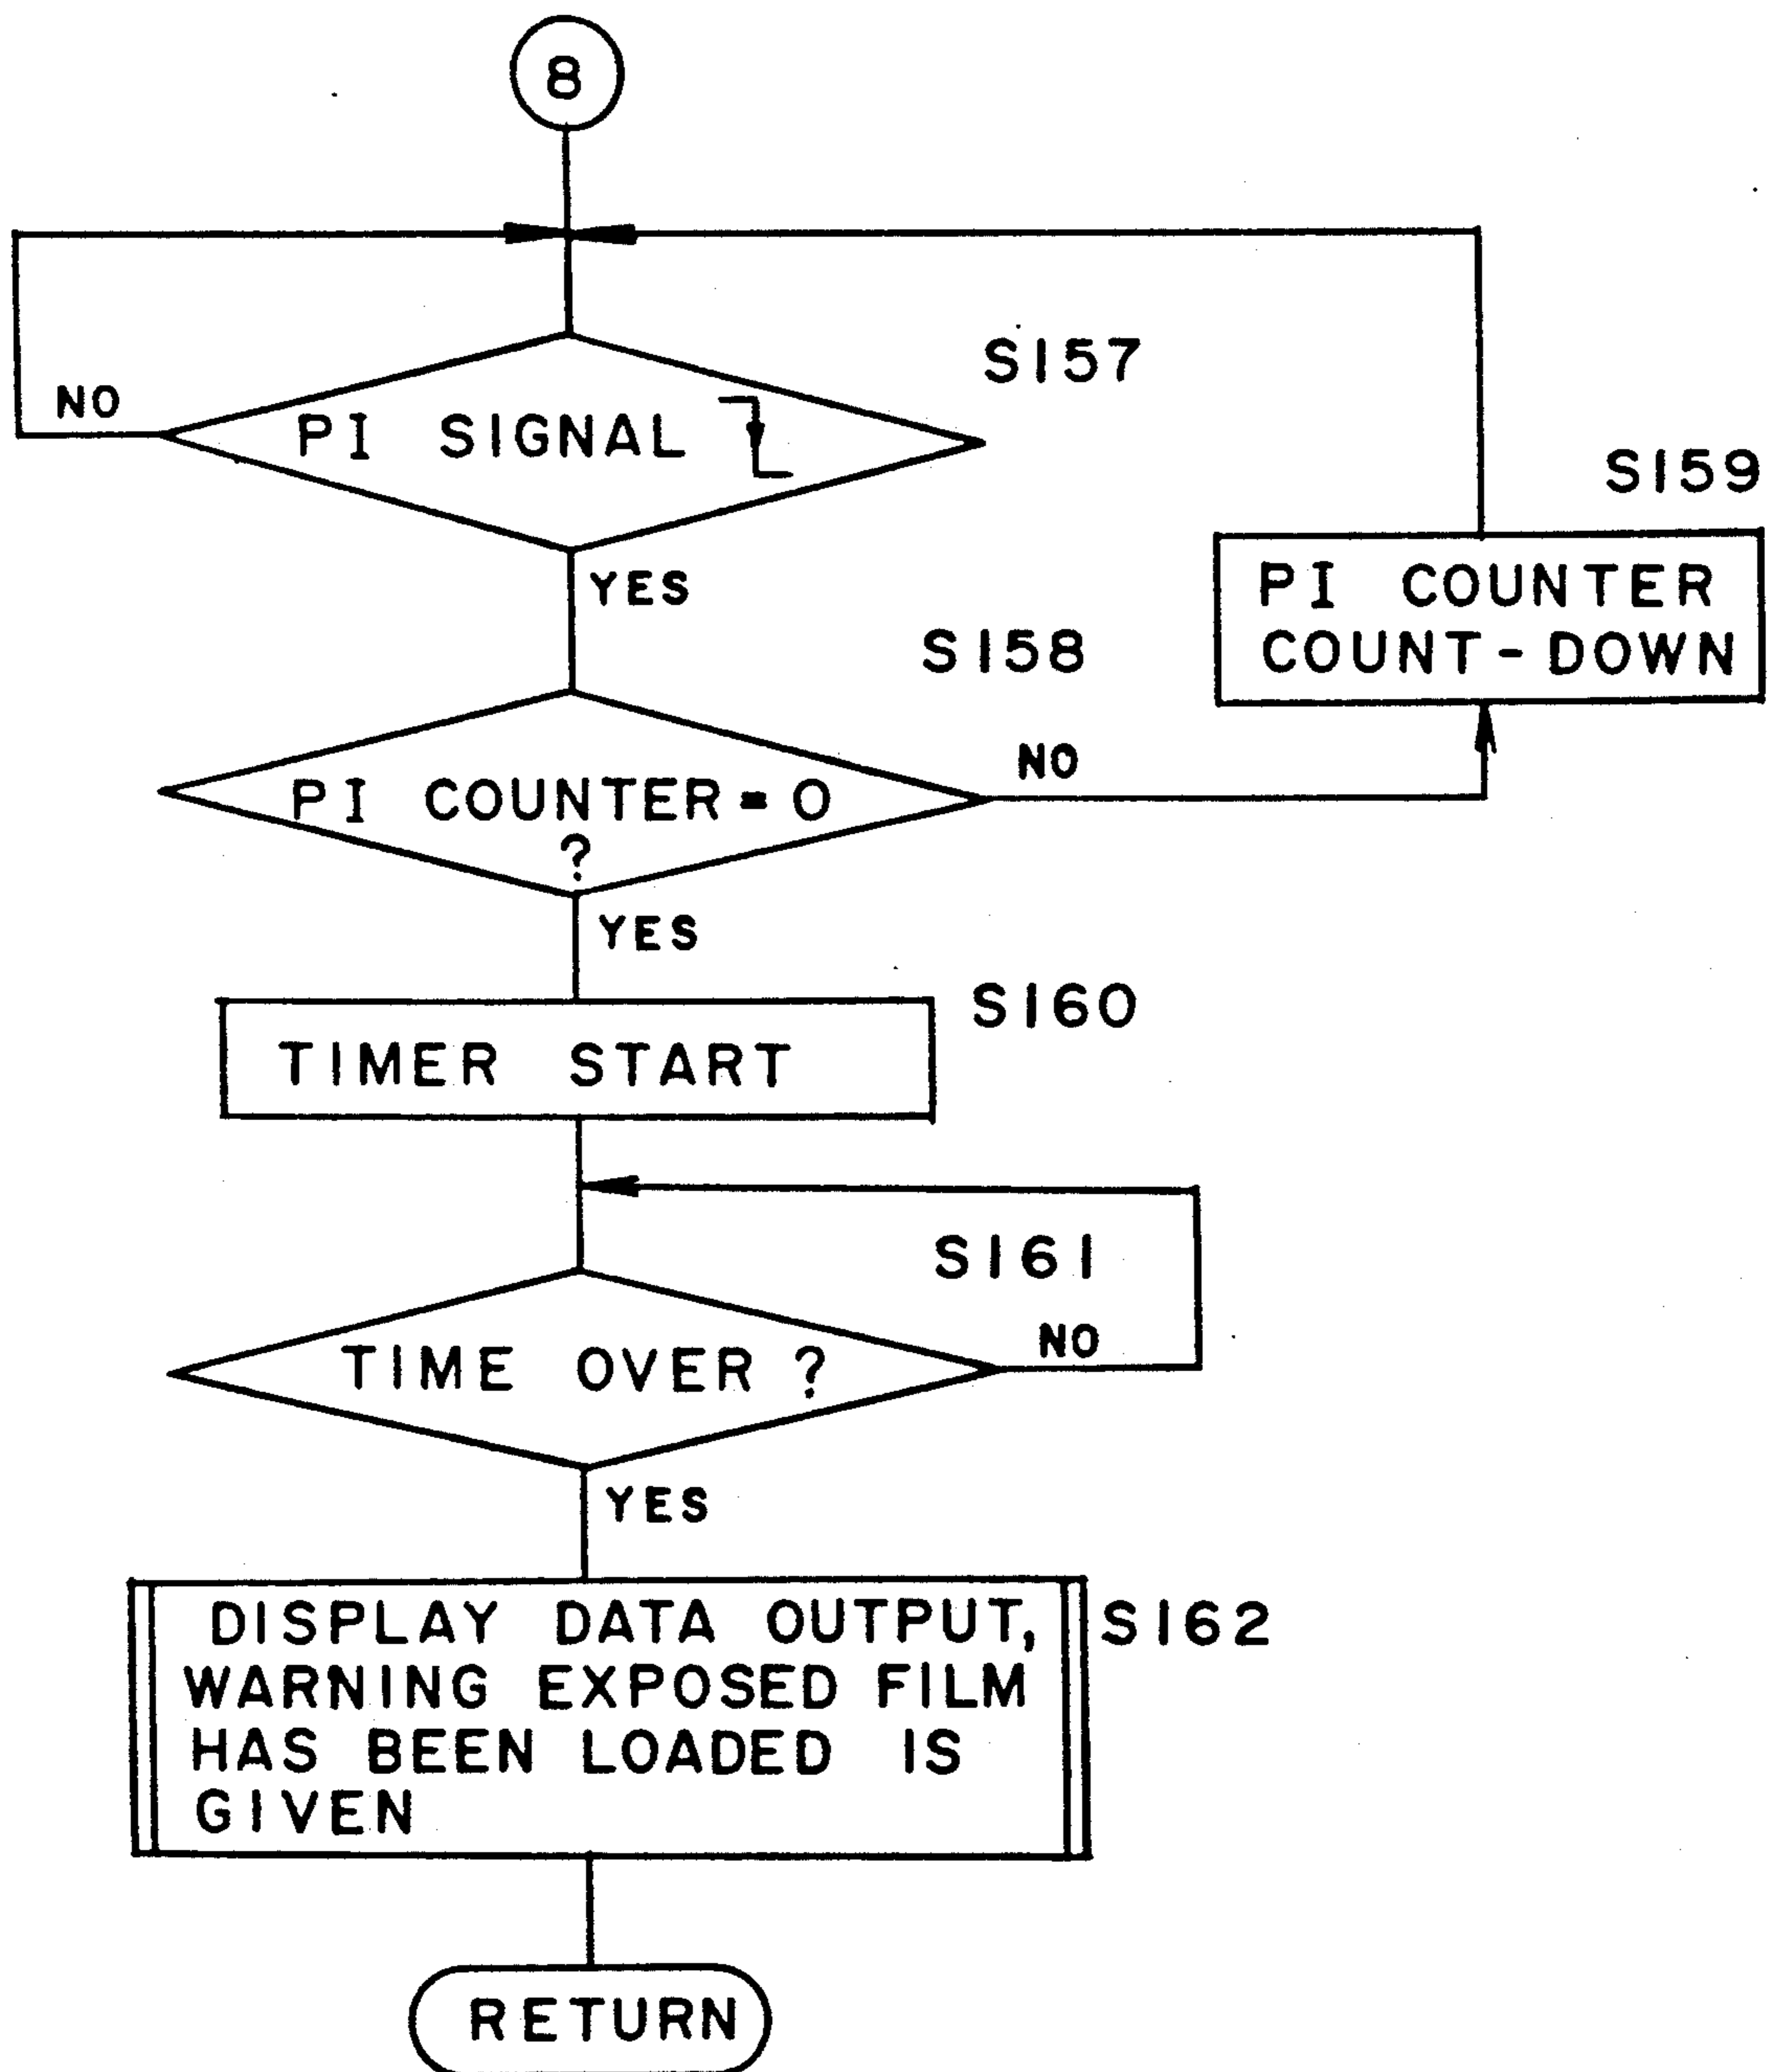 8
S157
NO
PI SIGNAL
S159
YES
PI COUNTER
COUNT-DOWN
S158
NO
PI COUNTER = 0
?
YES
S160
TIMER START
S161
NO
TIME OVER ?
YES
DISPLAY DATA OUTPUT,
WARNING EXPOSED FILM
HAS BEEN LOADED IS
GIVEN
S162
RETURN